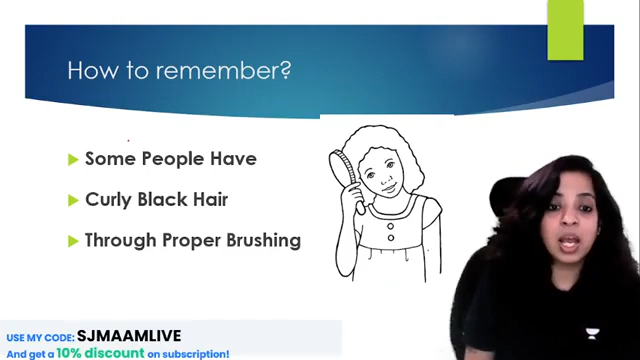 How to remember?
Some People Have
Curly Black Hair
Through Proper Brushing
USE MY CODE: SJMAAMLIVE
And get a 10% discount on subscription!